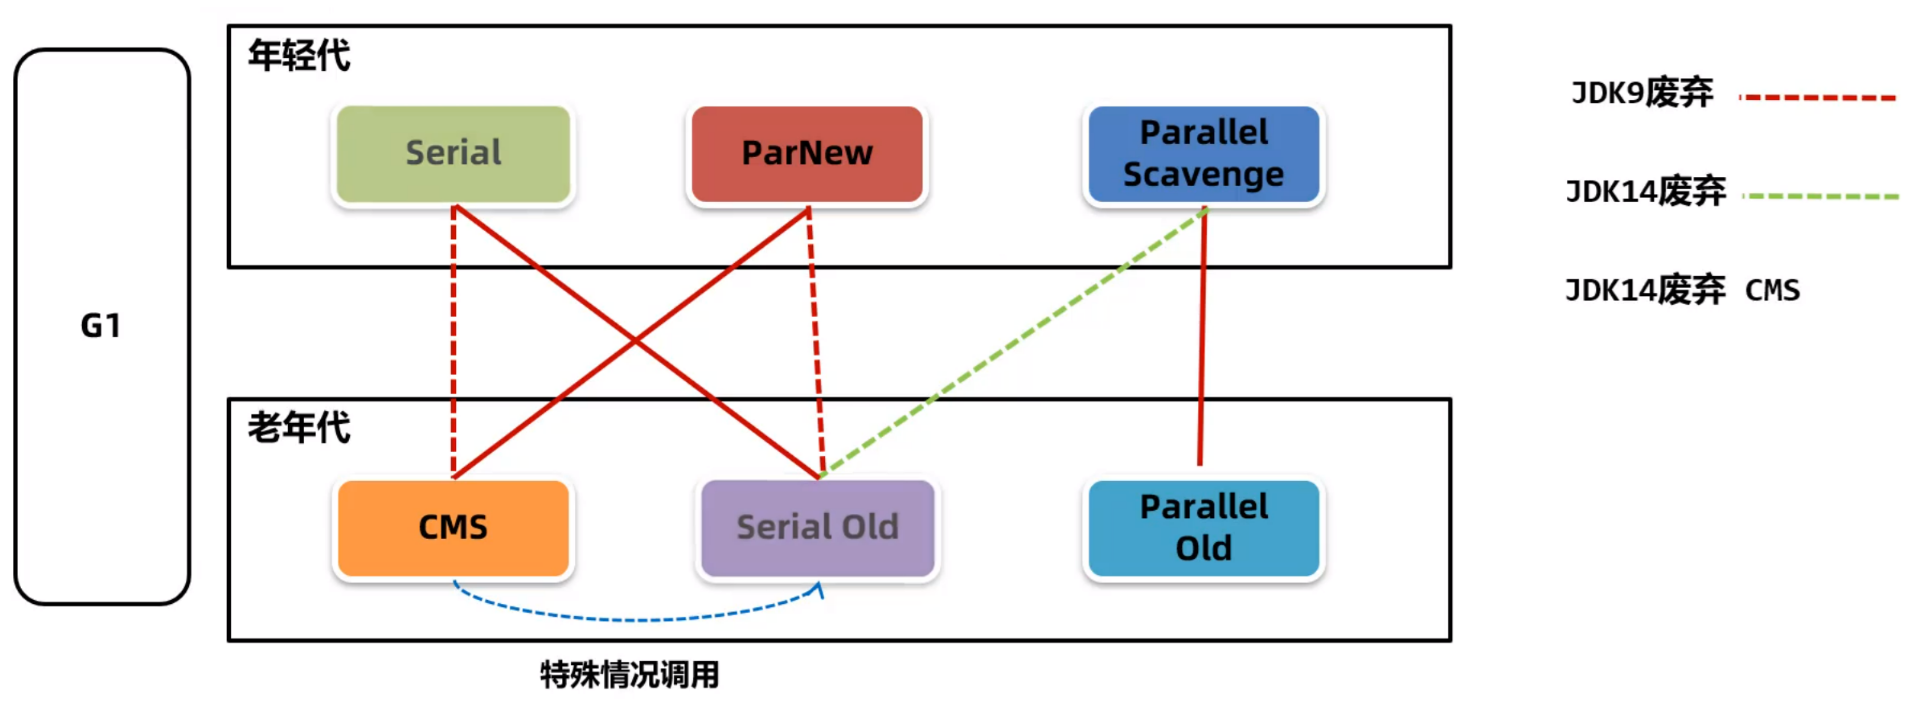 G1
年轻代
Serial
ParNew
Parallel
Scavenge
老年代
CMS
Serial Old
Parallel
Old
特殊情况调用
JDK9废弃
JDK14废弃
JDK14废弃 CMS